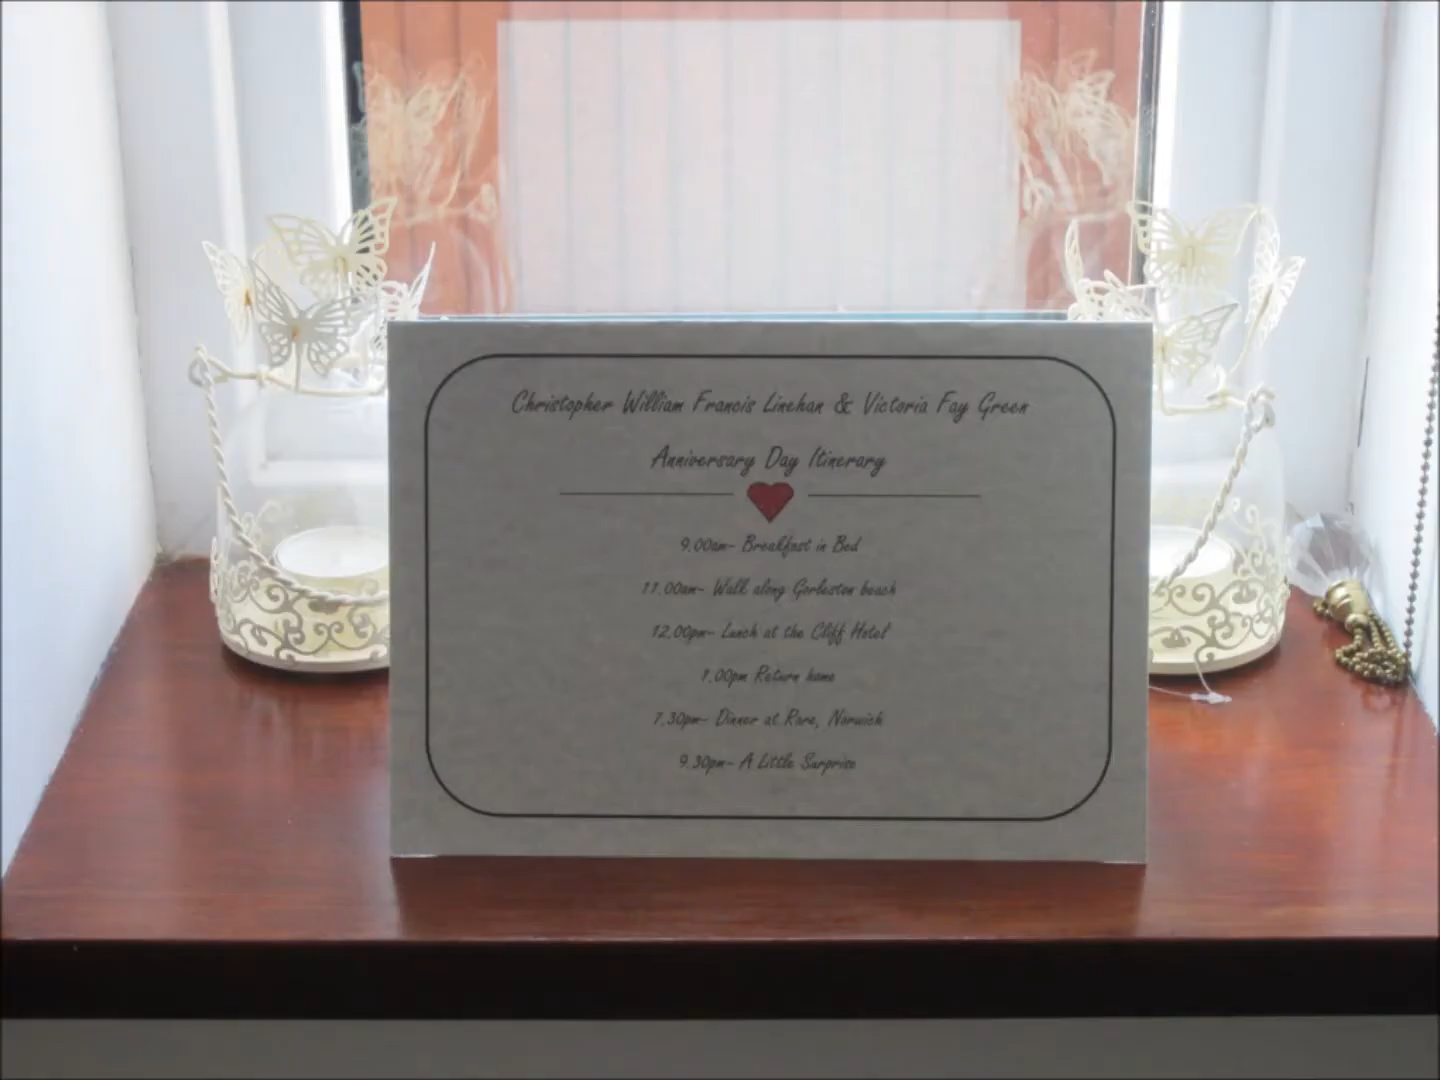 Christopher William Francis Linehan & Victoria Fay Green
Anniversary Day Itinerary
9.00am- Breakfast in Bed
11.00am- Walk along Gorleston beach
12.00pm- Lunch at the Cliff Hotel
1.00pm Return home
7.30pm- Dinner at Rare, Norwich
9.30pm- A Little Surprise